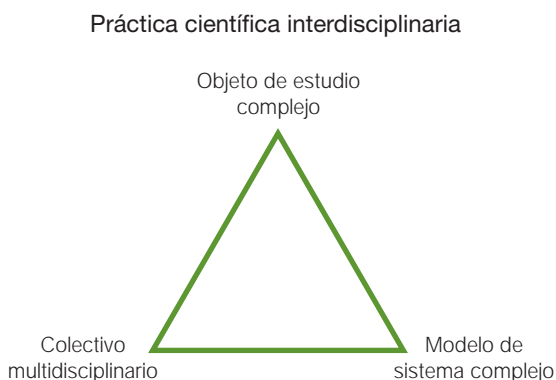 Práctica científica interdisciplinaria
Objeto de estudio
complejo
Colectivo
multidisciplinario
Modelo de
sistema complejo